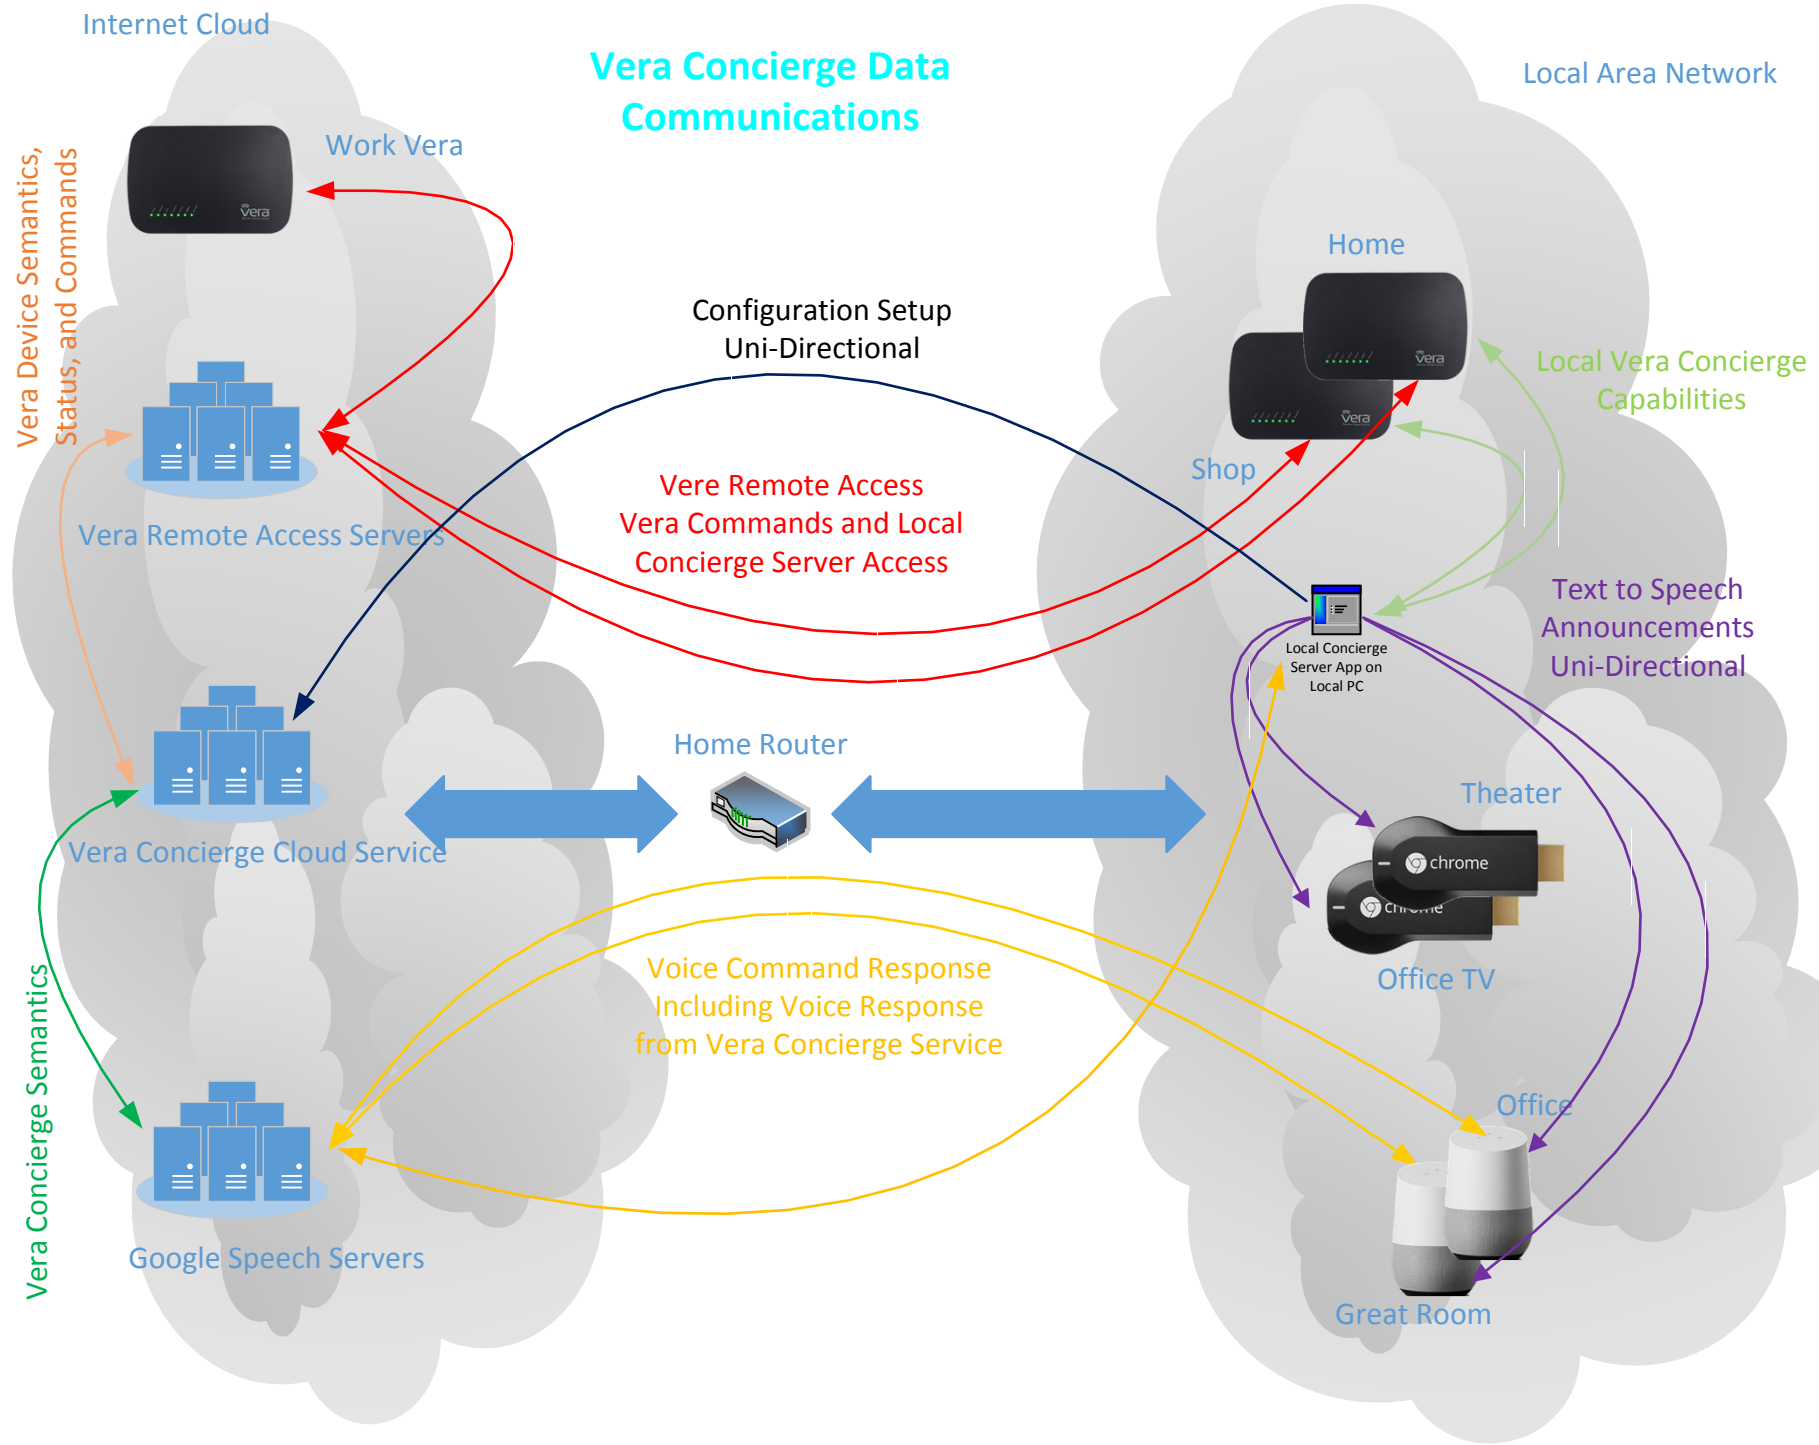 Internet Cloud
Vera Concierge Data
Communications
Local Area Network
Work Vera
Vera
Vera Device Semantics,
Status, and Commands
Home
Vera
Vera
Shop
Configuration Setup
Uni-Directional
Local Vera Concierge
Capabilities
Vere Remote Access
Vera Commands and Local
Concierge Server Access
Vera Remote Access Servers
Text to Speech
Announcements
Uni-Directional
Local Concierge
Server App on
Local PC
Home Router
Theater
chrome
chrome
Office TV
Vera Concierge Cloud Service
Voice Command Response
Including Voice Response
from Vera Concierge Service
Vera Concierge Semantics
Office
Google Speech Servers
Great Room